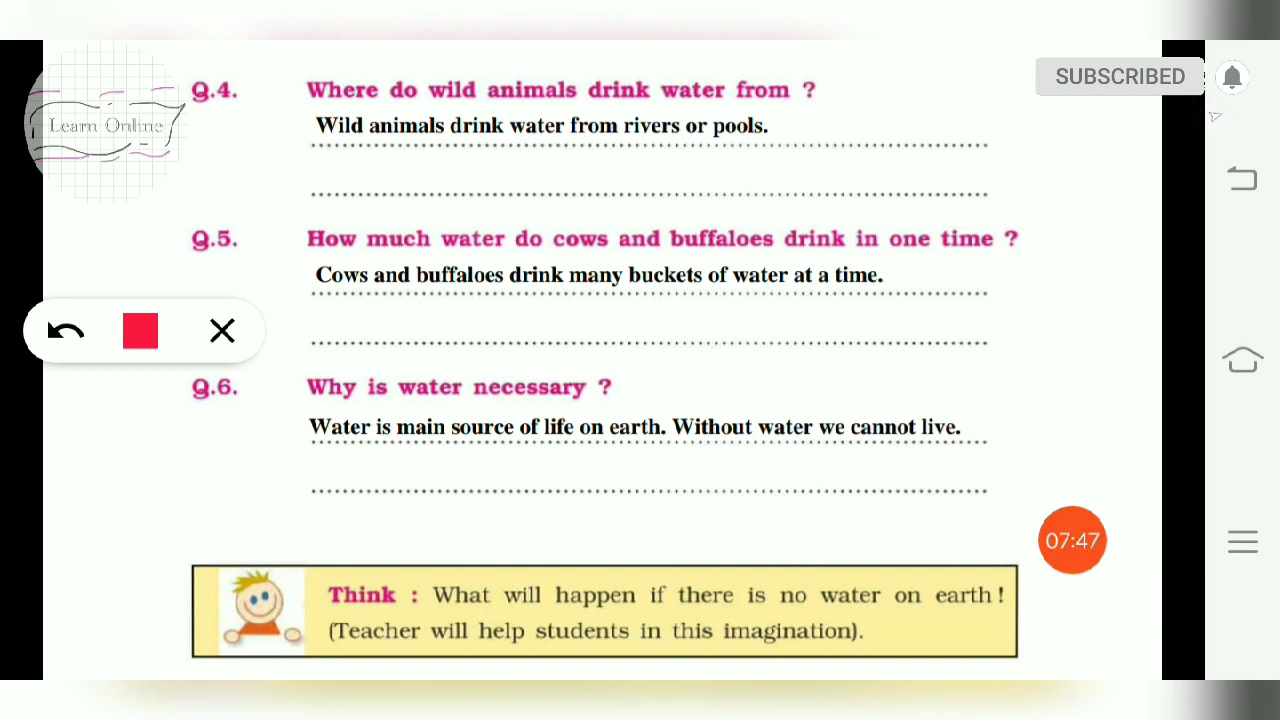 SUBSCRIBED
Learn Online
Q.4. Where do wild animals drink water from ?
Wild animals drink water from rivers or pools.
Q.5. How much water do cows and buffaloes drink in one time ?
Cows and buffaloes drink many buckets of water at a time.
Q.6. Why is water necessary ?
Water is main source of life on earth. Without water we cannot live.
07:47
Think : What will happen if there is no water on earth!
(Teacher will help students in this imagination).